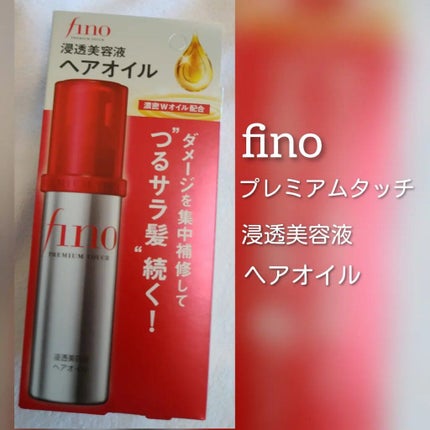 fino
PREMIUM TOUCH
浸透美容液
ヘアオイル
濃密Wオイル配合
ダメージを集中補修して
"つるサラ髪"続く!
fino
PREMIUM TOUCH
浸透美容液
ヘアオイル
fino
プレミアムタッチ
浸透美容液
ヘアオイル